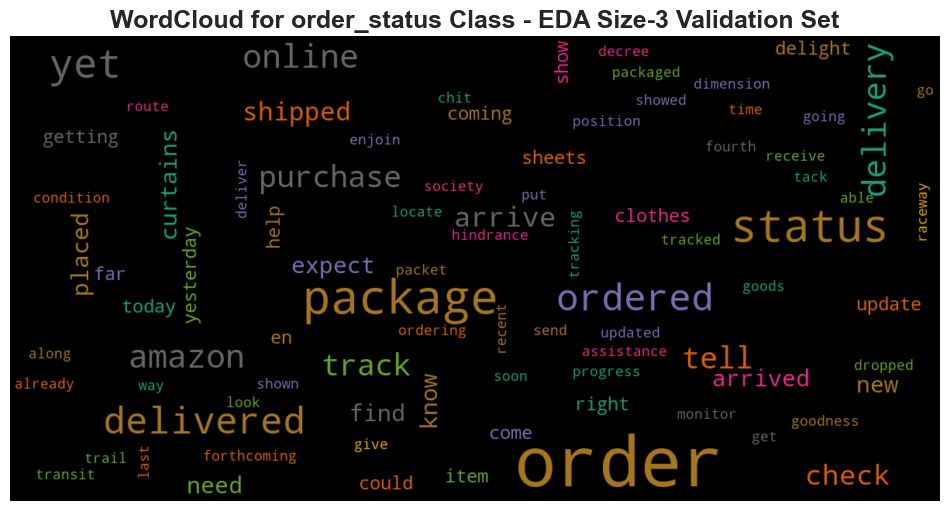 WordCloud for order_status Class - EDA Size-3 Validation Set
yet
online
show
decree
delight
delivery
packaged
dimension
go
route
shipped
chit
coming
showed
time
position
going
getting
curtains
enjoin
sheets
fourth
receive
deliver
purchase
society
put
tack
able
raceway
condition
placed
help
locate
arrive
clothes
status
hindrance
tracking
tracked
yesterday
far
expect
packet
package
ordered
goods
today
recent
update
en
ordering
send
updated
along
amazon
track
assistance
tell
already
way
shown
know
soon
progress
arrived
dropped
new
look
delivered
find
right
monitor
goodness
come
give
order
get
trail
last
forthcoming
transit
need
could
item
check